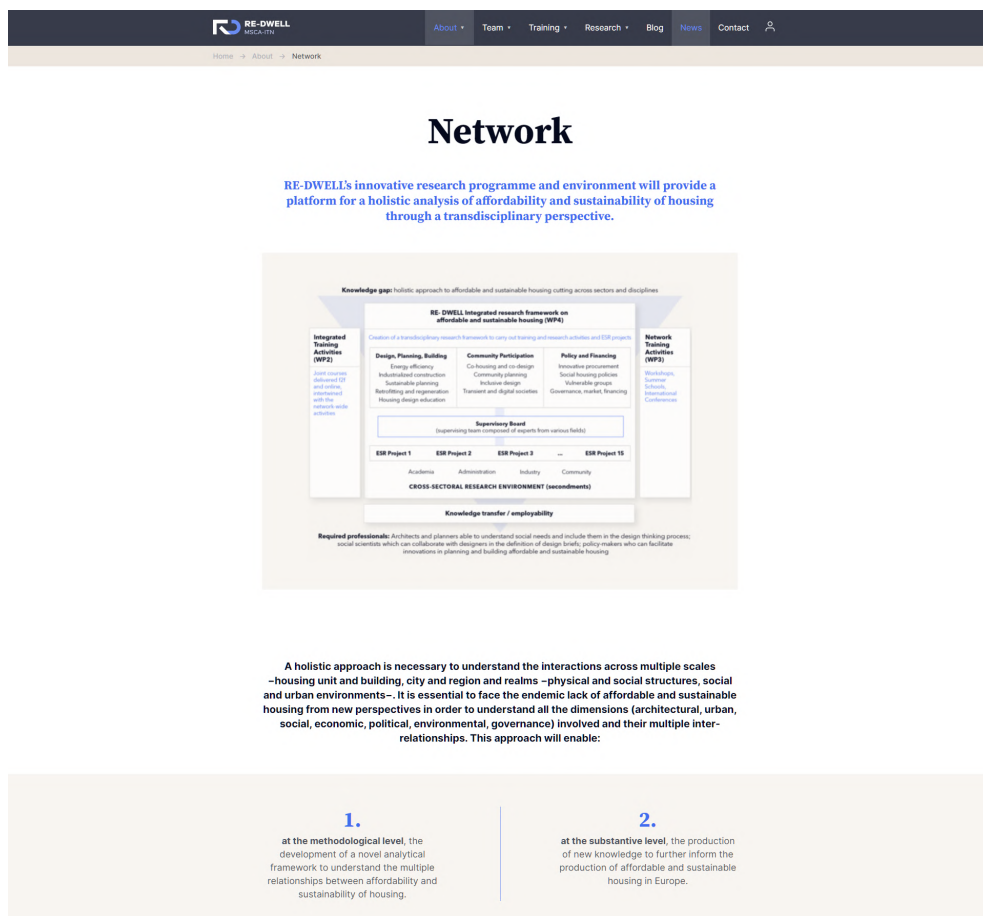 RE-DWELL
MSCA-ITN
About Team Training Research Blog News Contact
Home → About → Network
Network
RE-DWELL's innovative research programme and environment will provide a
platform for a holistic analysis of affordability and sustainability of housing
through a transdisciplinary perspective.
Knowledge gap: holistic approach to affordable and sustainable housing cutting across sectors and disciplines
RE- DWELL Integrated research framework on
affordable and sustainable housing (WP4)
Creation of a transdisciplinary research framework to carry out training and research activities and ESR projects
Integrated
Training
Activities
(WP2)
Joint courses
delivered f2f
and online,
intertained
with the
network-wide
activities
Design, Planning, Building
Energy efficiency
Industrialized construction
Sustainable planning
Retrofitting and regeneration
Housing design education
Community Participation
Co-housing and co-design
Community planning
Inclusive design
Transient and digital societies
Policy and Financing
Innovative procurement
Social housing policies
Vulnerable groups
Governance, market, financing
Network
Training
Activities
(WP3)
Workshops,
Summer
Schools,
International
Conferences
Supervisory Board
(supervising team composed of experts from various fields)
ESR Project 1 ESR Project 2 ESR Project 3 ... ESR Project 15
Academia Administration Industry Community
CROSS-SECTORAL RESEARCH ENVIRONMENT (secondments)
Knowledge transfer / employability
Required professionals: Architects and planners able to understand social needs and include them in the design thinking process;
social scientists which can collaborate with designers in the definition of design briefs; policy-makers who can facilitate
innovations in planning and building affordable and sustainable housing
A holistic approach is necessary to understand the interactions across multiple scales
–housing unit and building, city and region and realms –physical and social structures, social
and urban environments–. It is essential to face the endemic lack of affordable and sustainable
housing from new perspectives in order to understand all the dimensions (architectural, urban,
social, economic, political, environmental, governance) involved and their multiple inter-
relationships. This approach will enable:
1.
at the methodological level, the
development of a novel analytical
framework to understand the multiple
relationships between affordability and
sustainability of housing.
2.
at the substantive level, the production
of new knowledge to further inform the
production of affordable and sustainable
housing in Europe.